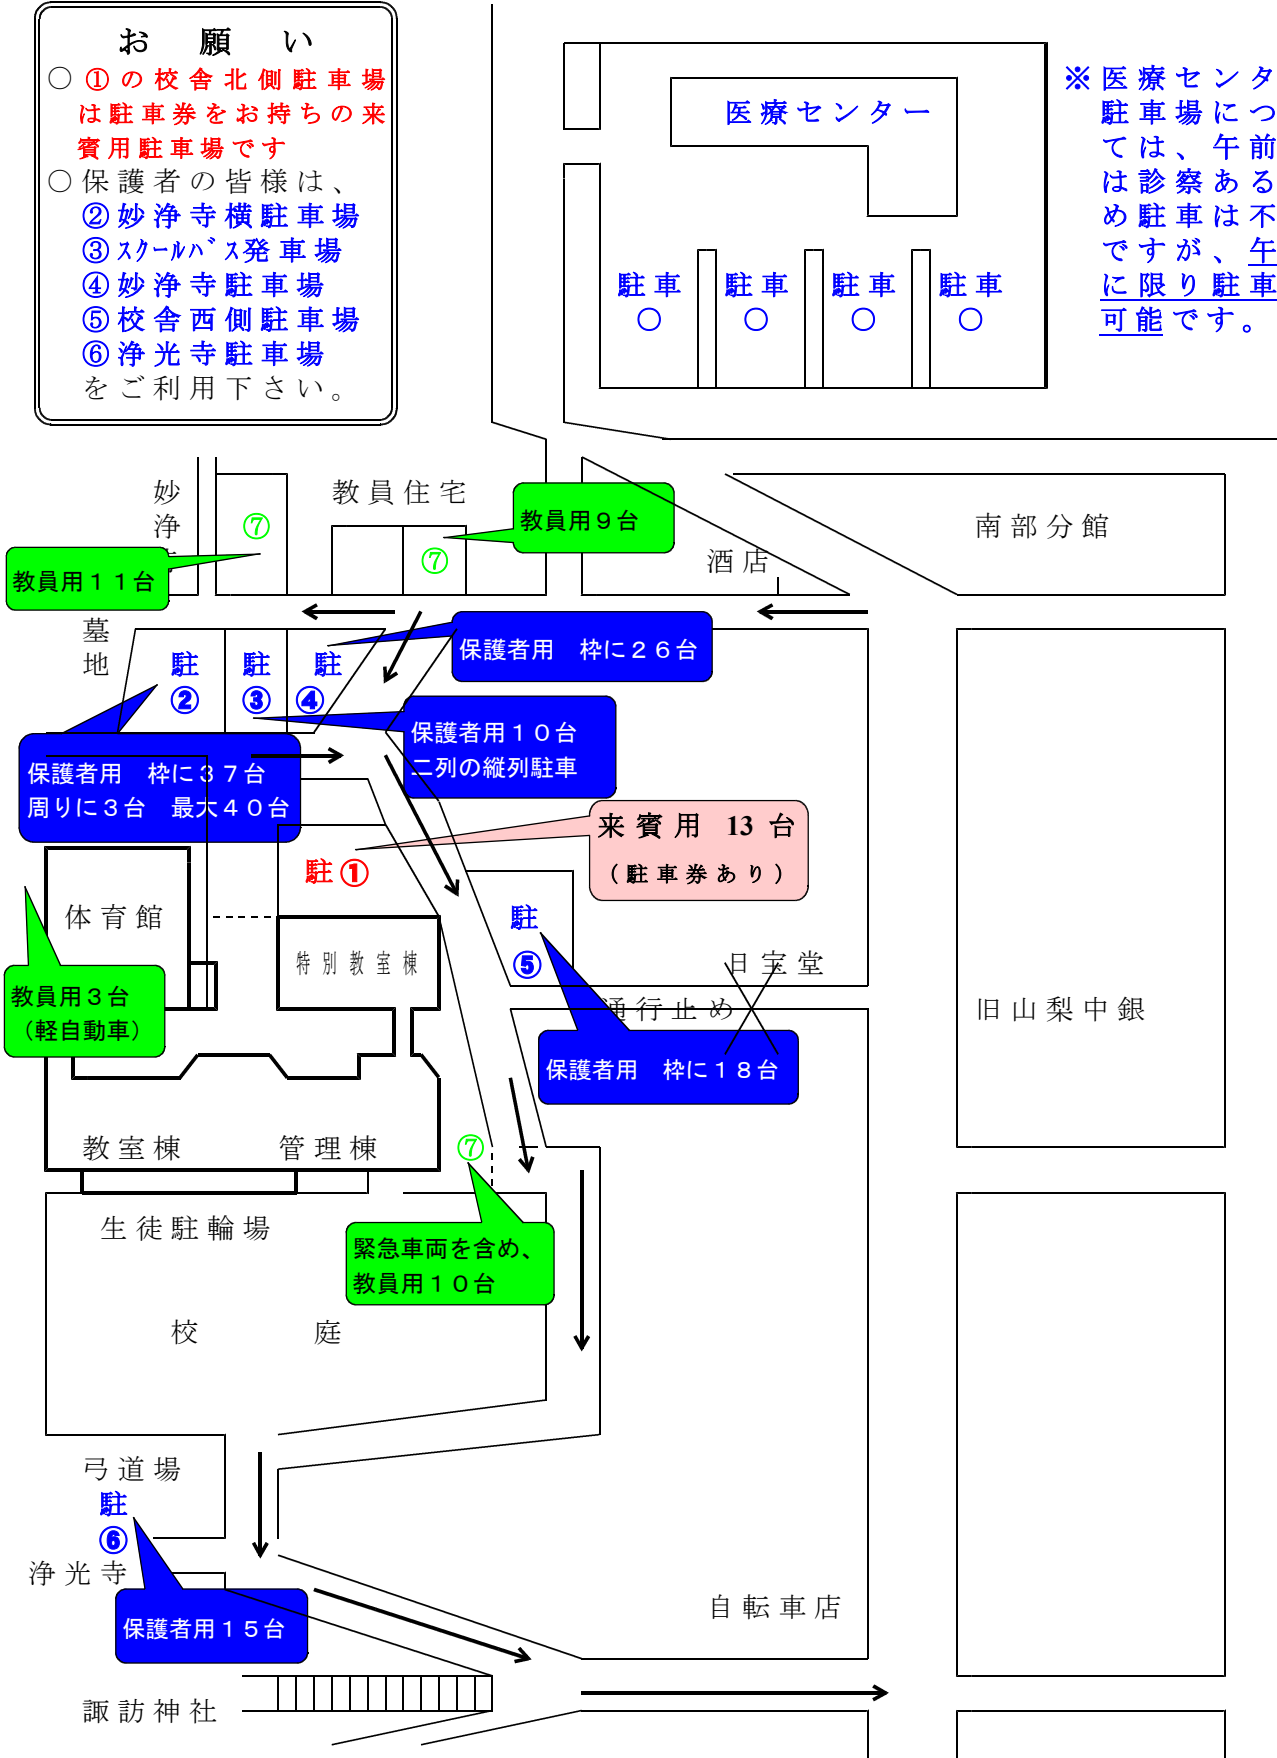 お願い
○①の校舎北側駐車場
は駐車券をお持ちの来
賓用駐車場です
○保護者の皆様は、
②妙浄寺横駐車場
③スクールバス発車場
④妙浄寺駐車場
⑤校舎西側駐車場
⑥浄光寺駐車場
をご利用下さい。
医療センター
駐車 駐車 駐車 駐車
○ ○ ○ ○
※医療センタ
駐車場につ
ては、午前
は診察ある
め駐車は不
ですが、午
に限り駐車
可能です。
妙
浄
⑦
教員住宅
⑦
教員用９台
酒店
南部分館
教員用１１台
墓
地
駐
②
駐
③
駐
④
保護者用　枠に２６台
保護者用１０台
二列の縦列駐車
保護者用　枠に３７台
周りに３台　最大４０台
来賓用 13 台
（駐車券あり）
駐①
体育館
特別教室棟
駐
⑤
日宝堂
通行止め
旧山梨中銀
教員用３台
（軽自動車）
保護者用　枠に１８台
教室棟
管理棟
⑦
生徒駐輪場
緊急車両を含め、
教員用１０台
校庭
弓道場
駐
⑥
浄光寺
保護者用１５台
自転車店
諏訪神社